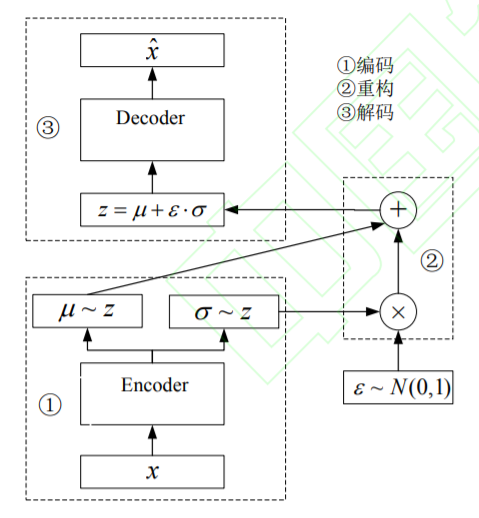 x̂
①编码
②重构
③解码
Decoder
③
z = μ + ε · σ
+
②
μ ~ z
σ ~ z
×
Encoder
ε ~ N(0,1)
①
x